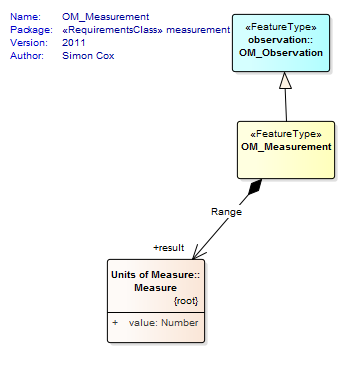 Name: OM_Measurement
Package: «RequirementsClass» measurement
Version: 2011
Author: Simon Cox
«FeatureType»
observation::
OM_Observation
«FeatureType»
OM_Measurement
Range
+result
Units of Measure::
Measure
{root}
+ value: Number